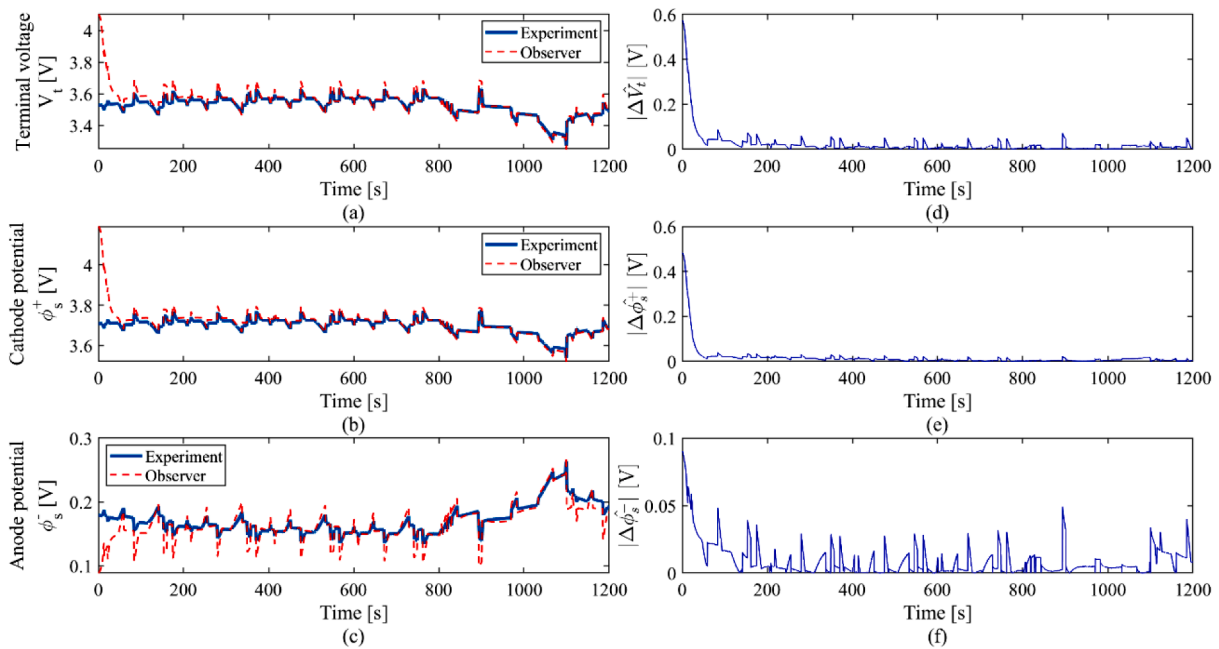 Terminal voltage
V_t [V]
4
3.8
3.6
3.4
Experiment
Observer
0 200 400 600 800 1000 1200
Time [s]
(a)
|ΔV̂_t| [V]
0.6
0.4
0.2
0
0 200 400 600 800 1000 1200
Time [s]
(d)
Cathode potential
ϕ_s^+ [V]
4
3.8
3.6
Experiment
Observer
0 200 400 600 800 1000 1200
Time [s]
(b)
|Δϕ̂_s^+| [V]
0.6
0.4
0.2
0
0 200 400 600 800 1000 1200
Time [s]
(e)
Anode potential
ϕ_s^- [V]
0.3
0.2
0.1
Experiment
Observer
0 200 400 600 800 1000 1200
Time [s]
(c)
|Δϕ̂_s^-| [V]
0.1
0.05
0
0 200 400 600 800 1000 1200
Time [s]
(f)